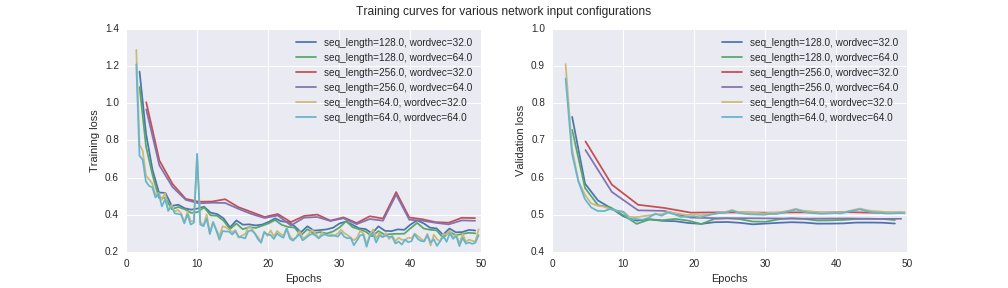 Training curves for various network input configurations
1.4
1.2
1.0
0.8
0.6
0.4
0.2
0
10
20
30
40
50
Training loss
Epochs
seq_length=128.0, wordvec=32.0
seq_length=128.0, wordvec=64.0
seq_length=256.0, wordvec=32.0
seq_length=256.0, wordvec=64.0
seq_length=64.0, wordvec=32.0
seq_length=64.0, wordvec=64.0
1.0
0.9
0.8
0.7
0.6
0.5
0.4
0
10
20
30
40
50
Validation loss
Epochs
seq_length=128.0, wordvec=32.0
seq_length=128.0, wordvec=64.0
seq_length=256.0, wordvec=32.0
seq_length=256.0, wordvec=64.0
seq_length=64.0, wordvec=32.0
seq_length=64.0, wordvec=64.0